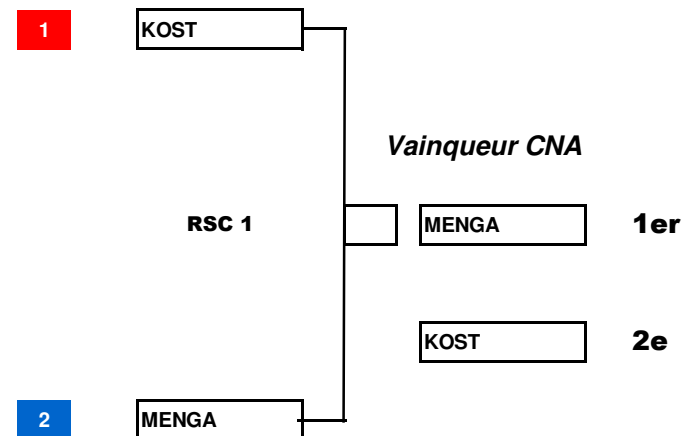 1 KOST
Vainqueur CNA
RSC 1 MENGA 1er
KOST 2e
2 MENGA